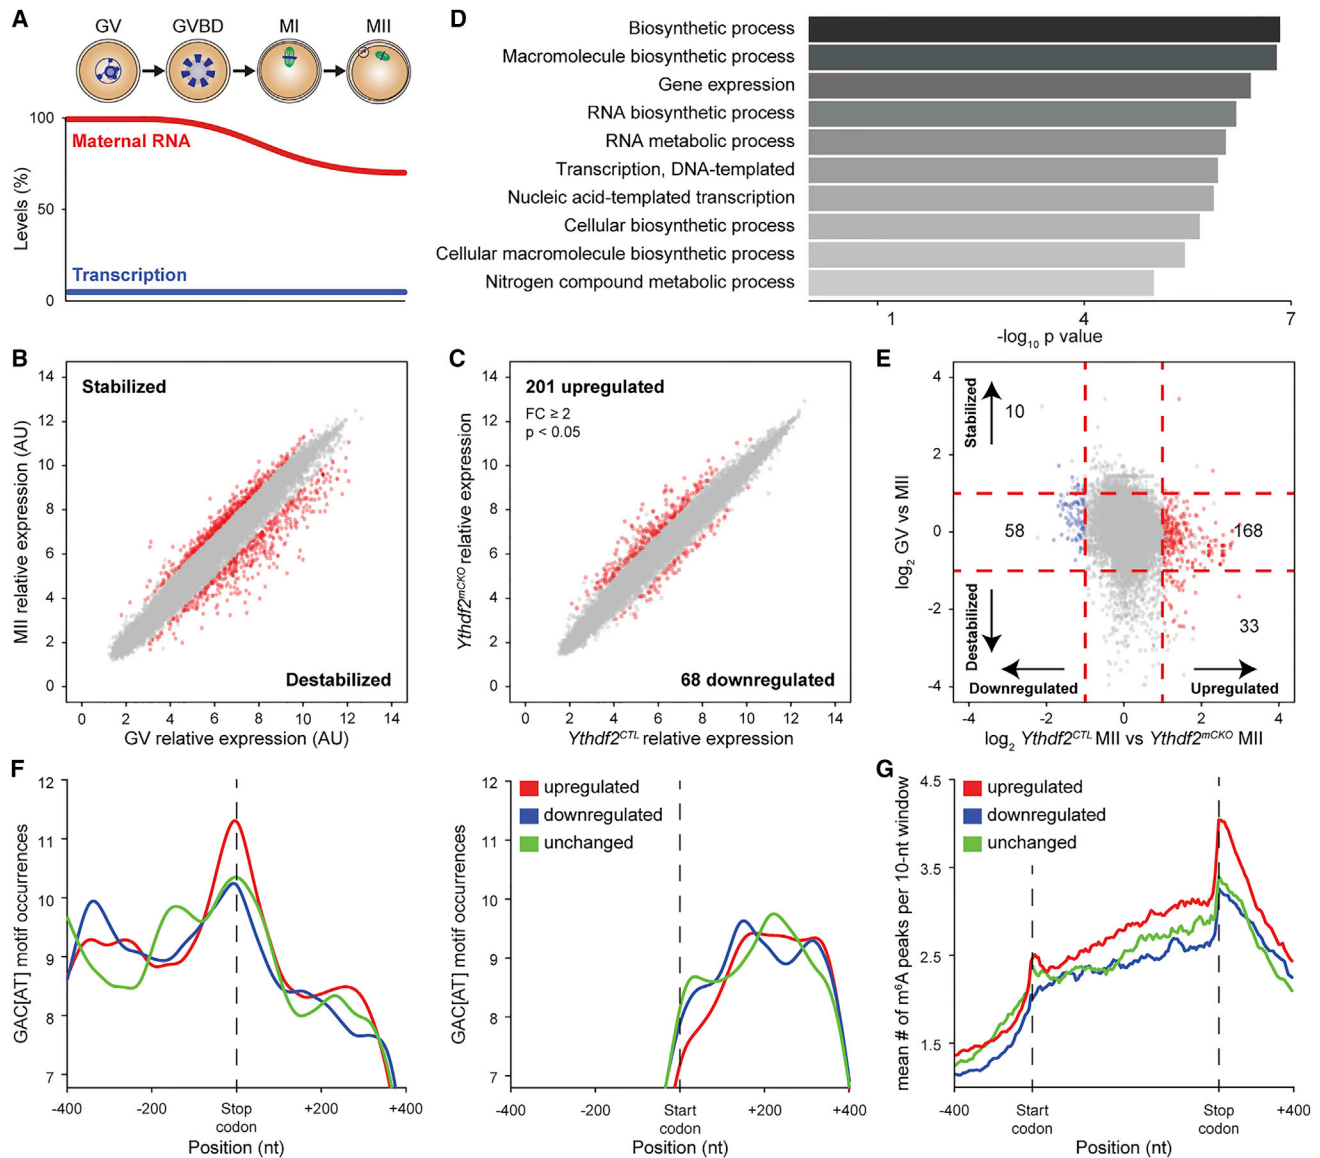 A
GV
GVBD
MI
MII
100
50
0
Levels (%)
Maternal RNA
Transcription
D
Biosynthetic process
Macromolecule biosynthetic process
Gene expression
RNA biosynthetic process
RNA metabolic process
Transcription, DNA-templated
Nucleic acid-templated transcription
Cellular biosynthetic process
Cellular macromolecule biosynthetic process
Nitrogen compound metabolic process
1
4
7
-log10 p value
B
Stabilized
Destabilized
14
12
10
8
6
4
2
0
MII relative expression (AU)
0 2 4 6 8 10 12 14
GV relative expression (AU)
C
201 upregulated
FC ≥ 2
p < 0.05
68 downregulated
14
12
10
8
6
4
2
0
Ythdf2mCKO relative expression
0 2 4 6 8 10 12 14
Ythdf2CTL relative expression
E
Stabilized
10
58
168
Destabilized
33
Downregulated
Upregulated
4
2
0
-2
-4
log2 GV vs MII
-4 -2 0 2 4
log2 Ythdf2CTL MII vs Ythdf2mCKO MII
F
12
11
10
9
8
7
GAC[AT] motif occurrences
-400 -200 Stop codon +200 +400
Position (nt)
12
11
10
9
8
7
GAC[AT] motif occurrences
upregulated
downregulated
unchanged
-400 -200 Start codon +200 +400
Position (nt)
G
4.5
3.5
2.5
1.5
mean # of m6A peaks per 10-nt window
upregulated
downregulated
unchanged
-400 Start codon Stop codon +400
Position (nt)